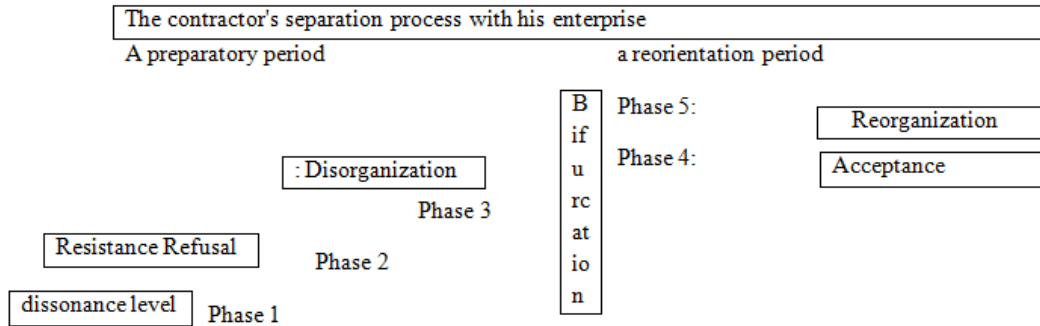 The contractor's separation process with his enterprise
A preparatory period
a reorientation period
B
if
u
rc
at
io
n
Phase 5:
Reorganization
Phase 4:
Acceptance
: Disorganization
Phase 3
Resistance Refusal
Phase 2
dissonance level
Phase 1